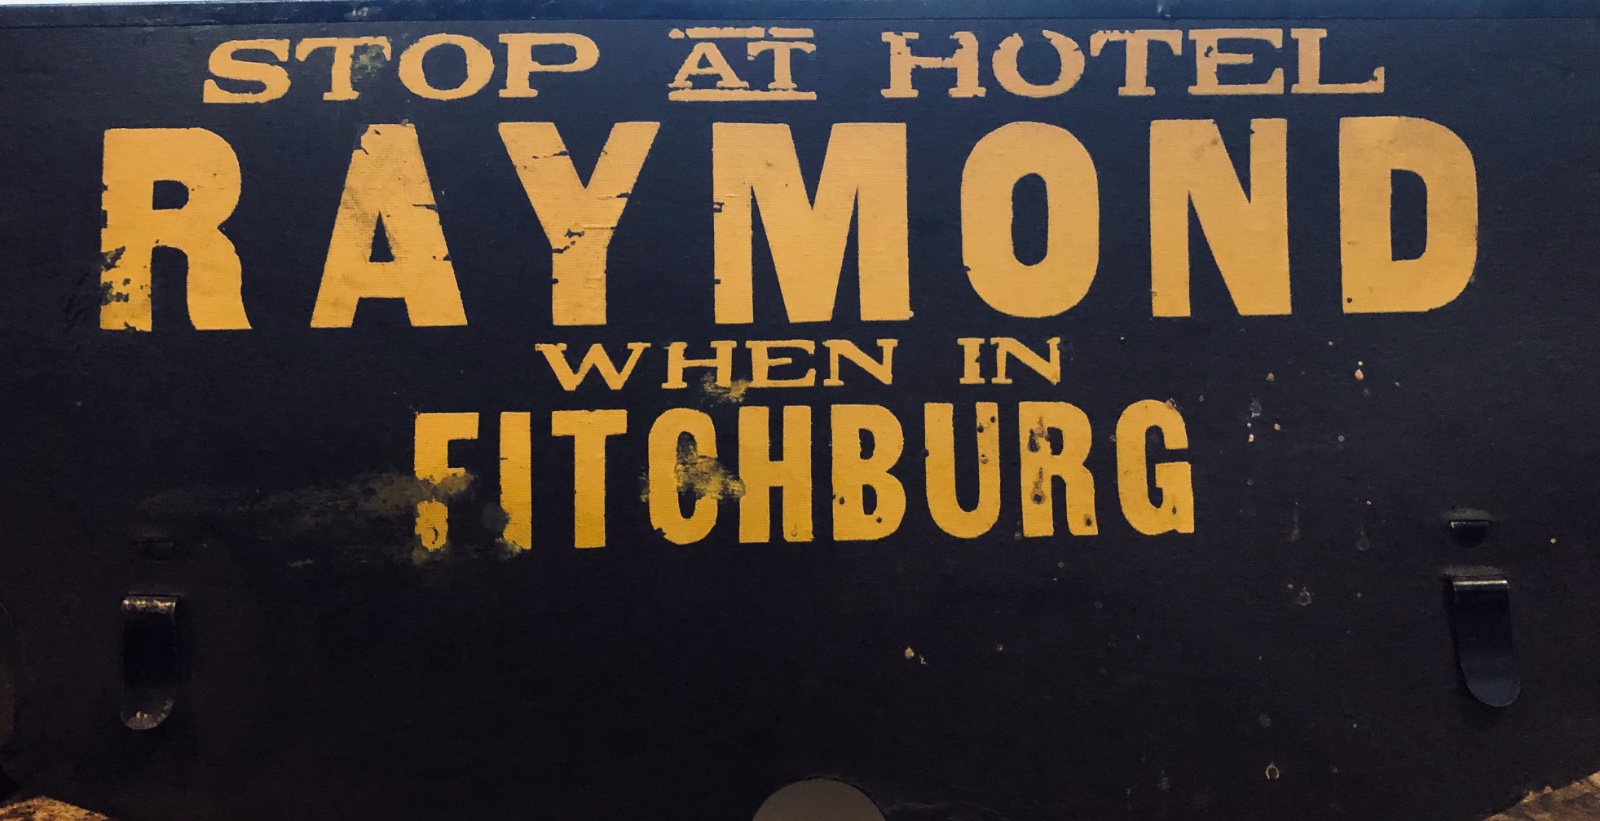 STOP AT HOTEL
RAYMOND
WHEN IN
FITCHBURG